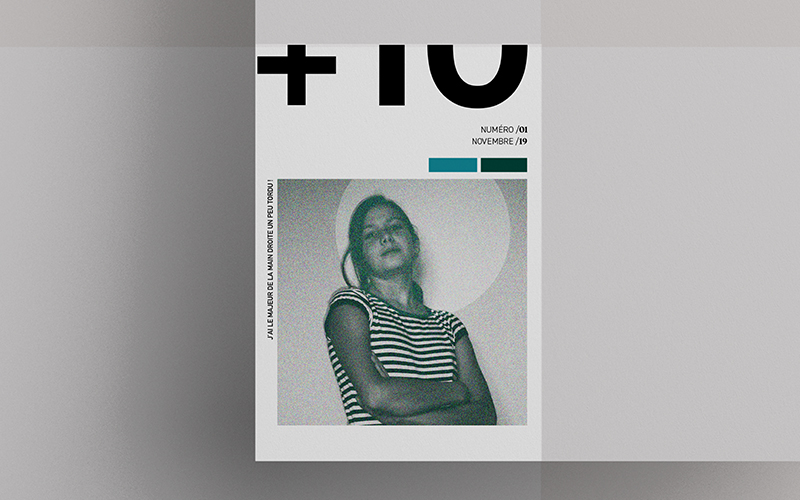 +10
NUMÉRO /01
NOVEMBRE /19
J'AI LE MAJEUR DE LA MAIN DROITE UN PEU TORDU !